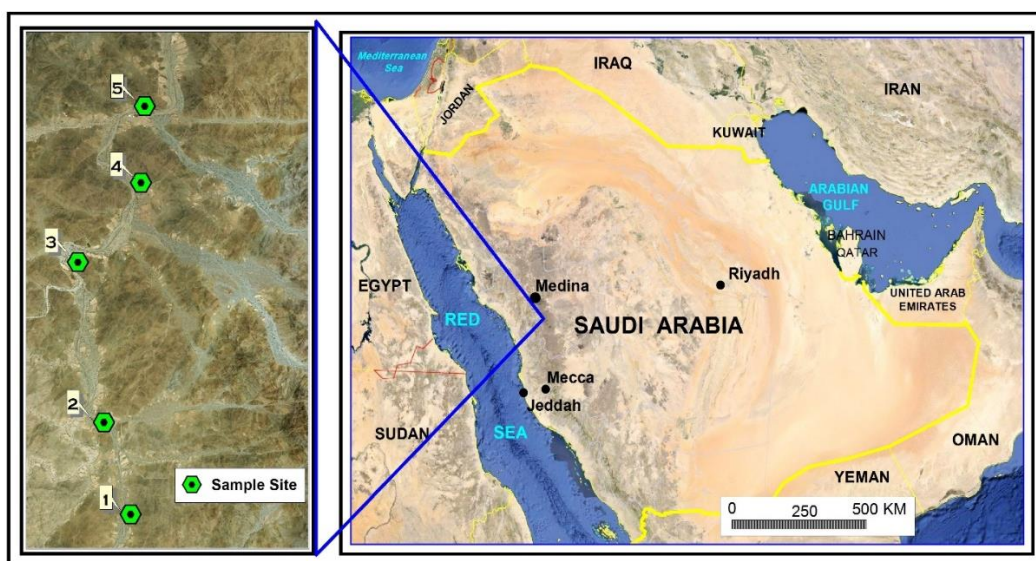 5
4
3
2
1
Sample Site
Mediterranean
Sea
JORDAN
IRAQ
IRAN
KUWAIT
ARABIAN
GULF
BAHRAIN
QATAR
EGYPT
Medina
Riyadh
UNITED ARAB
EMIRATES
RED
SAUDI ARABIA
Mecca
Jeddah
SEA
SUDAN
OMAN
YEMEN
0 250 500 KM